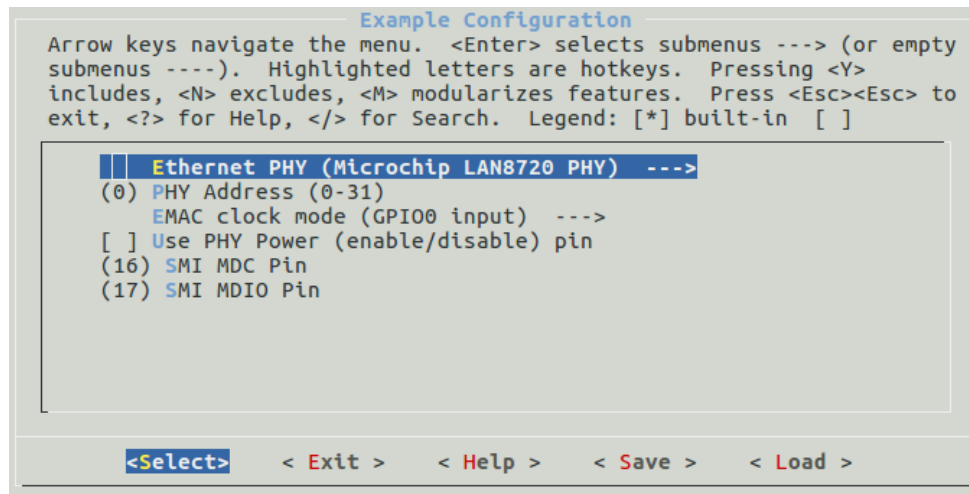 Example Configuration
Arrow keys navigate the menu.  <Enter> selects submenus ---> (or empty
submenus ----).  Highlighted letters are hotkeys.  Pressing <Y>
includes, <N> excludes, <M> modularizes features.  Press <Esc><Esc> to
exit, <?> for Help, </> for Search.  Legend: [*] built-in  [ ]
Ethernet PHY (Microchip LAN8720 PHY)  --->
(0) PHY Address (0-31)
EMAC clock mode (GPIO0 input)  --->
[ ] Use PHY Power (enable/disable) pin
(16) SMI MDC Pin
(17) SMI MDIO Pin
<Select>    < Exit >    < Help >    < Save >    < Load >